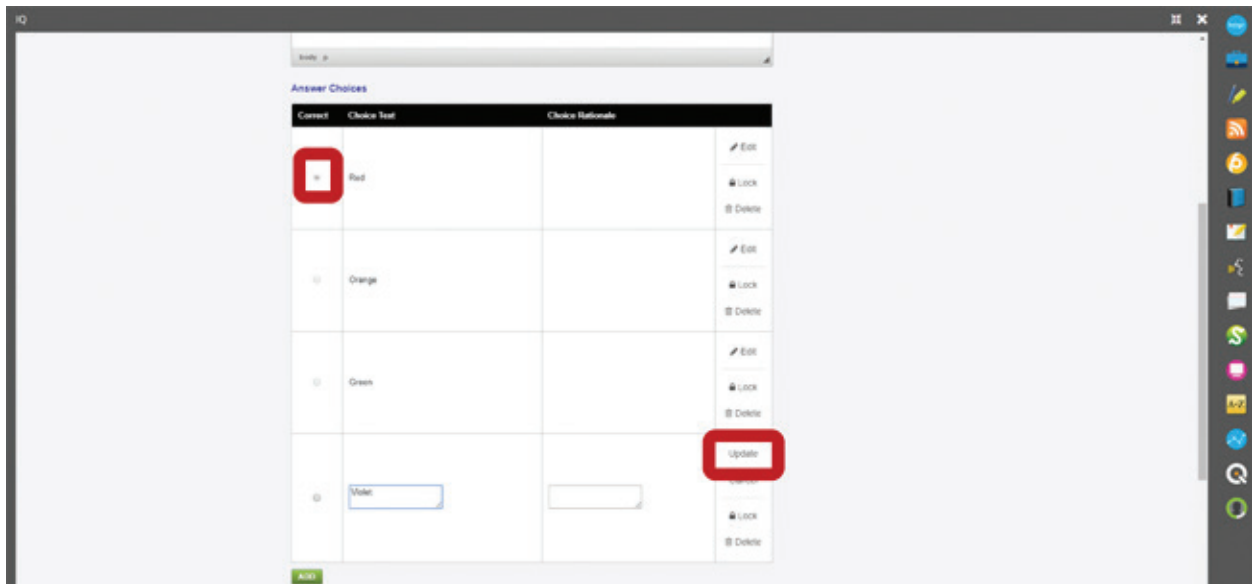 IQ
body p
Answer Choices
Correct Choice Text Choice Rationale
Edit
Red
Lock
Delete
Edit
Orange
Lock
Delete
Edit
Green
Lock
Delete
Update
Violet
Lock
Delete
ADD
A-Z